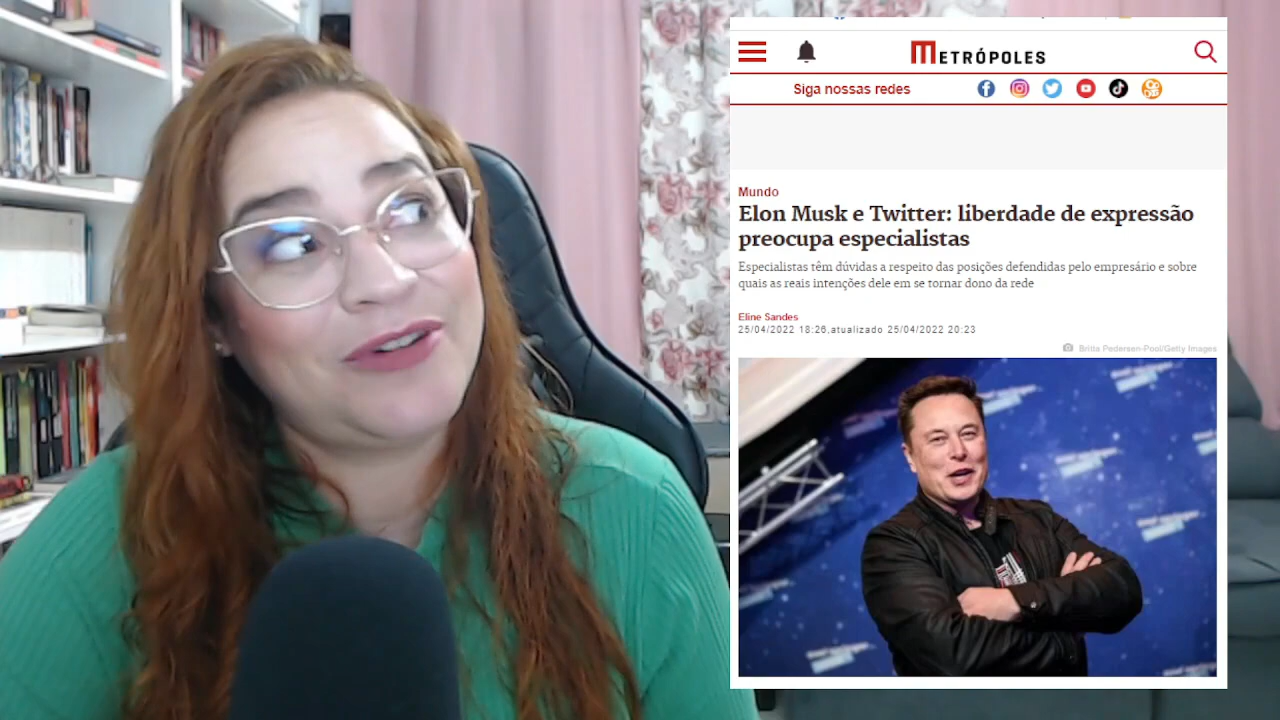 METRÓPOLES
Siga nossas redes
Mundo
Elon Musk e Twitter: liberdade de expressão
preocupa especialistas
Especialistas têm dúvidas a respeito das posições defendidas pelo empresário e sobre
quais as reais intenções dele em se tornar dono da rede
Eline Sandes
25/04/2022 18:26,atualizado 25/04/2022 20:23
Britta Pedersen-Pool/Getty Images